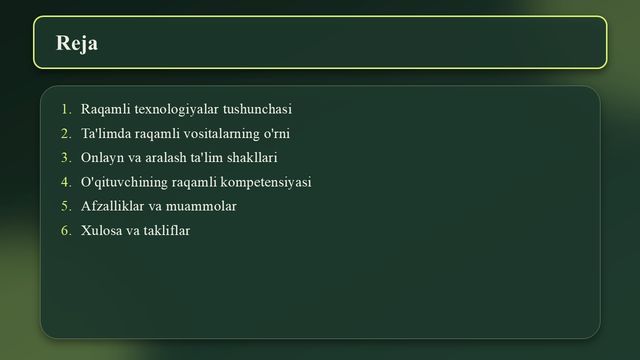 Reja
1. Raqamli texnologiyalar tushunchasi
2. Ta'limda raqamli vositalarning o'rni
3. Onlayn va aralash ta'lim shakllari
4. O'qituvchining raqamli kompetensiyasi
5. Afzalliklar va muammolar
6. Xulosa va takliflar